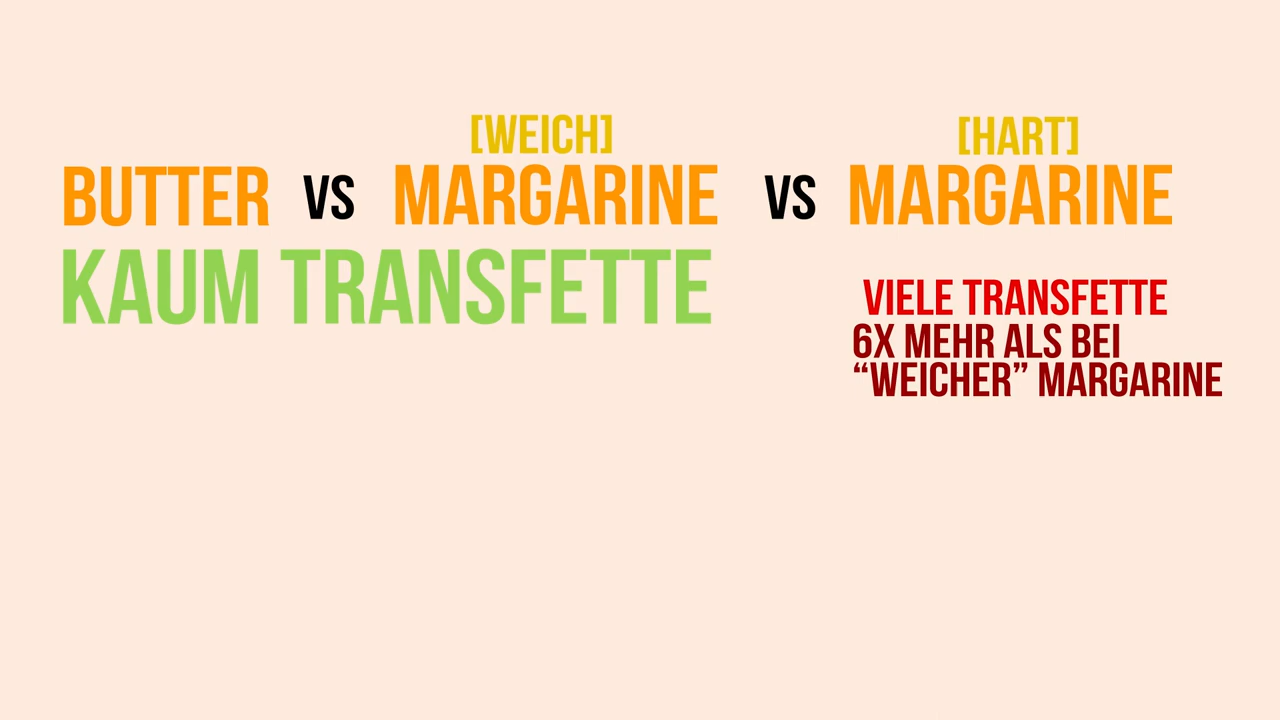 [WEICH] [HART]
BUTTER VS MARGARINE VS MARGARINE
KAUM TRANSFETTE
VIELE TRANSFETTE
6X MEHR ALS BEI
“WEICHER” MARGARINE